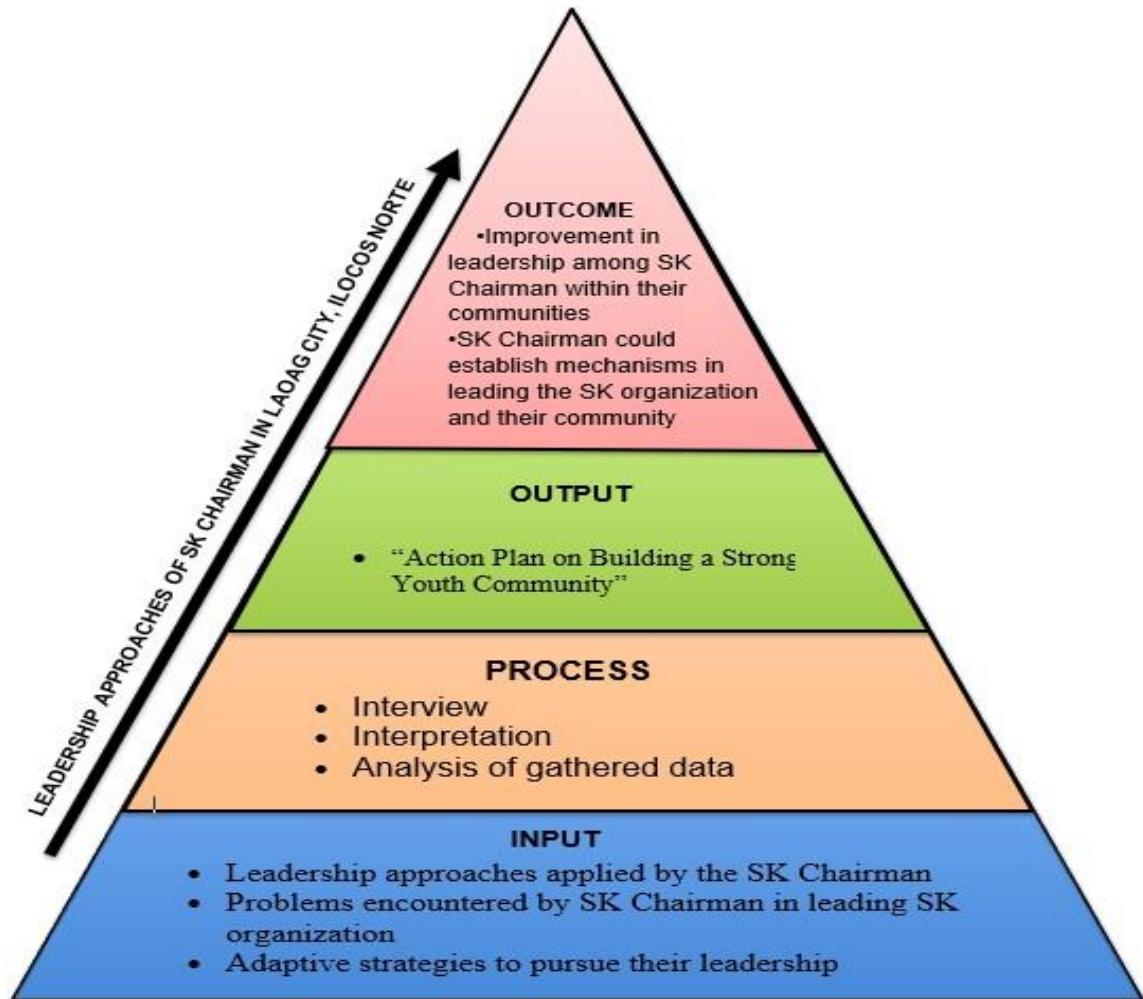 LEADERSHIP APPROACHES OF SK CHAIRMAN IN LAOAG CITY, ILOCOS NORTE
OUTCOME
•Improvement in
leadership among SK
Chairman within their
communities
•SK Chairman could
establish mechanisms in
leading the SK organization
and their community
OUTPUT
• “Action Plan on Building a Strong
Youth Community”
PROCESS
• Interview
• Interpretation
• Analysis of gathered data
INPUT
• Leadership approaches applied by the SK Chairman
• Problems encountered by SK Chairman in leading SK
organization
• Adaptive strategies to pursue their leadership